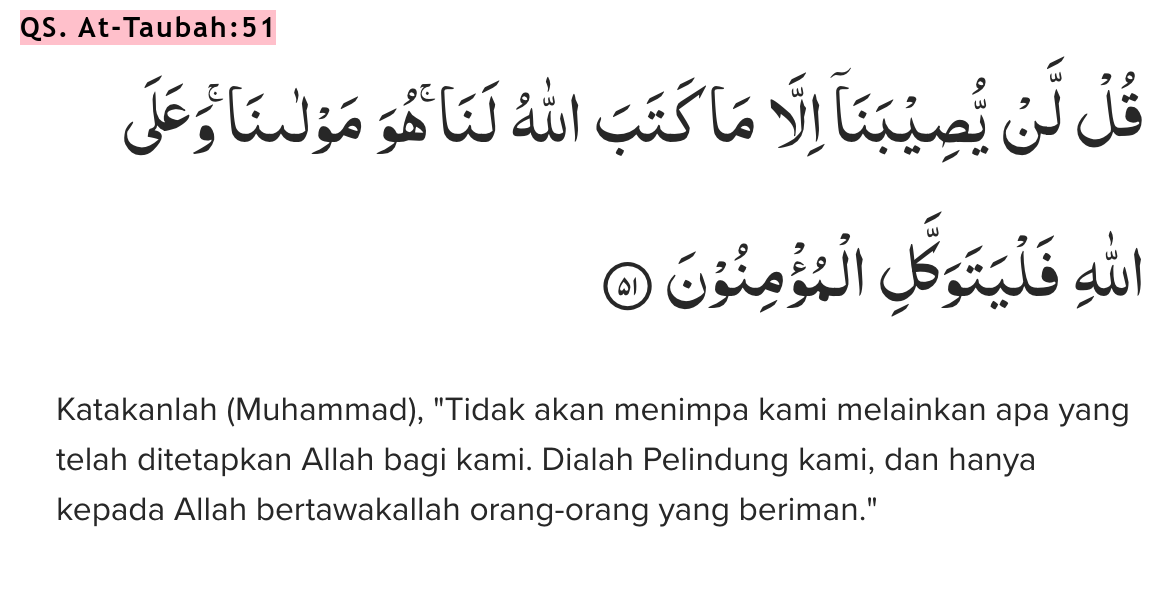 QS. At-Taubah:51
قُلْ لَّنْ يُّصِيْبَنَآ اِلَّا مَا كَتَبَ اللّٰهُ لَنَاۚ هُوَ مَوْلٰىنَا ۚوَعَلَى
اللّٰهِ فَلْيَتَوَكَّلِ الْمُؤْمِنُوْنَ ۵۱
Katakanlah (Muhammad), "Tidak akan menimpa kami melainkan apa yang
telah ditetapkan Allah bagi kami. Dialah Pelindung kami, dan hanya
kepada Allah bertawakallah orang-orang yang beriman."